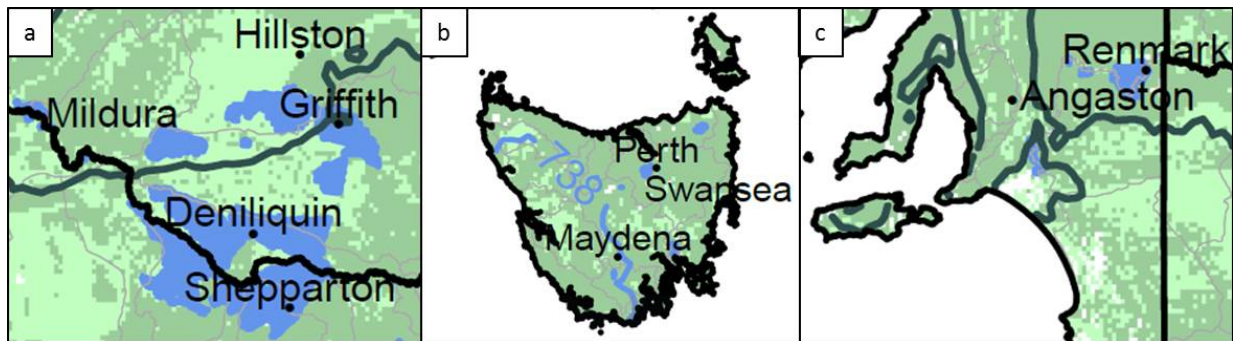 a
Hillston
Mildura
Griffith
Deniliquin
Shepparton
b
738
Perth
Swansea
Maydena
c
Renmark
Angaston